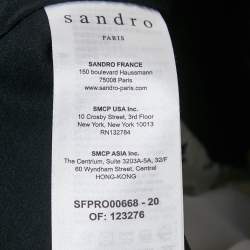 sandro
PARIS
SANDRO FRANCE
150 boulevard Haussmann
75008 Paris
www.sandro-paris.com
SMCP USA Inc.
10 Crosby Street, 3rd Floor
New York, New York 10013
RN132784
SMCP ASIA Inc.
The Centrium, Suite 3203A-5A, 32/F
60 Wyndham Street, Central
HONG-KONG
SFPRO00668 - 20
OF: 123276